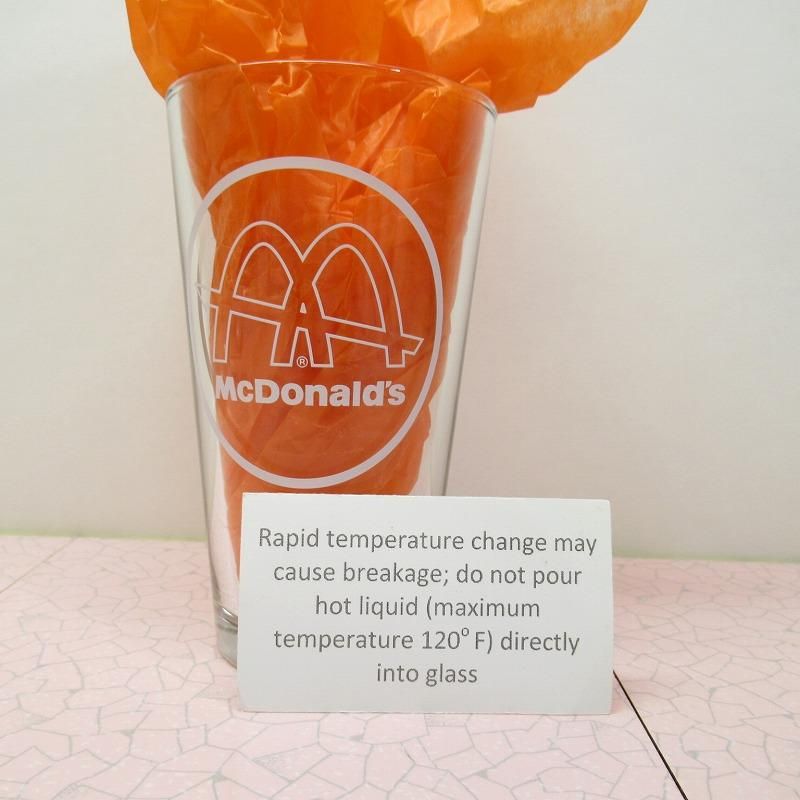 ®
McDonald's
Rapid temperature change may
cause breakage; do not pour
hot liquid (maximum
temperature 120° F) directly
into glass